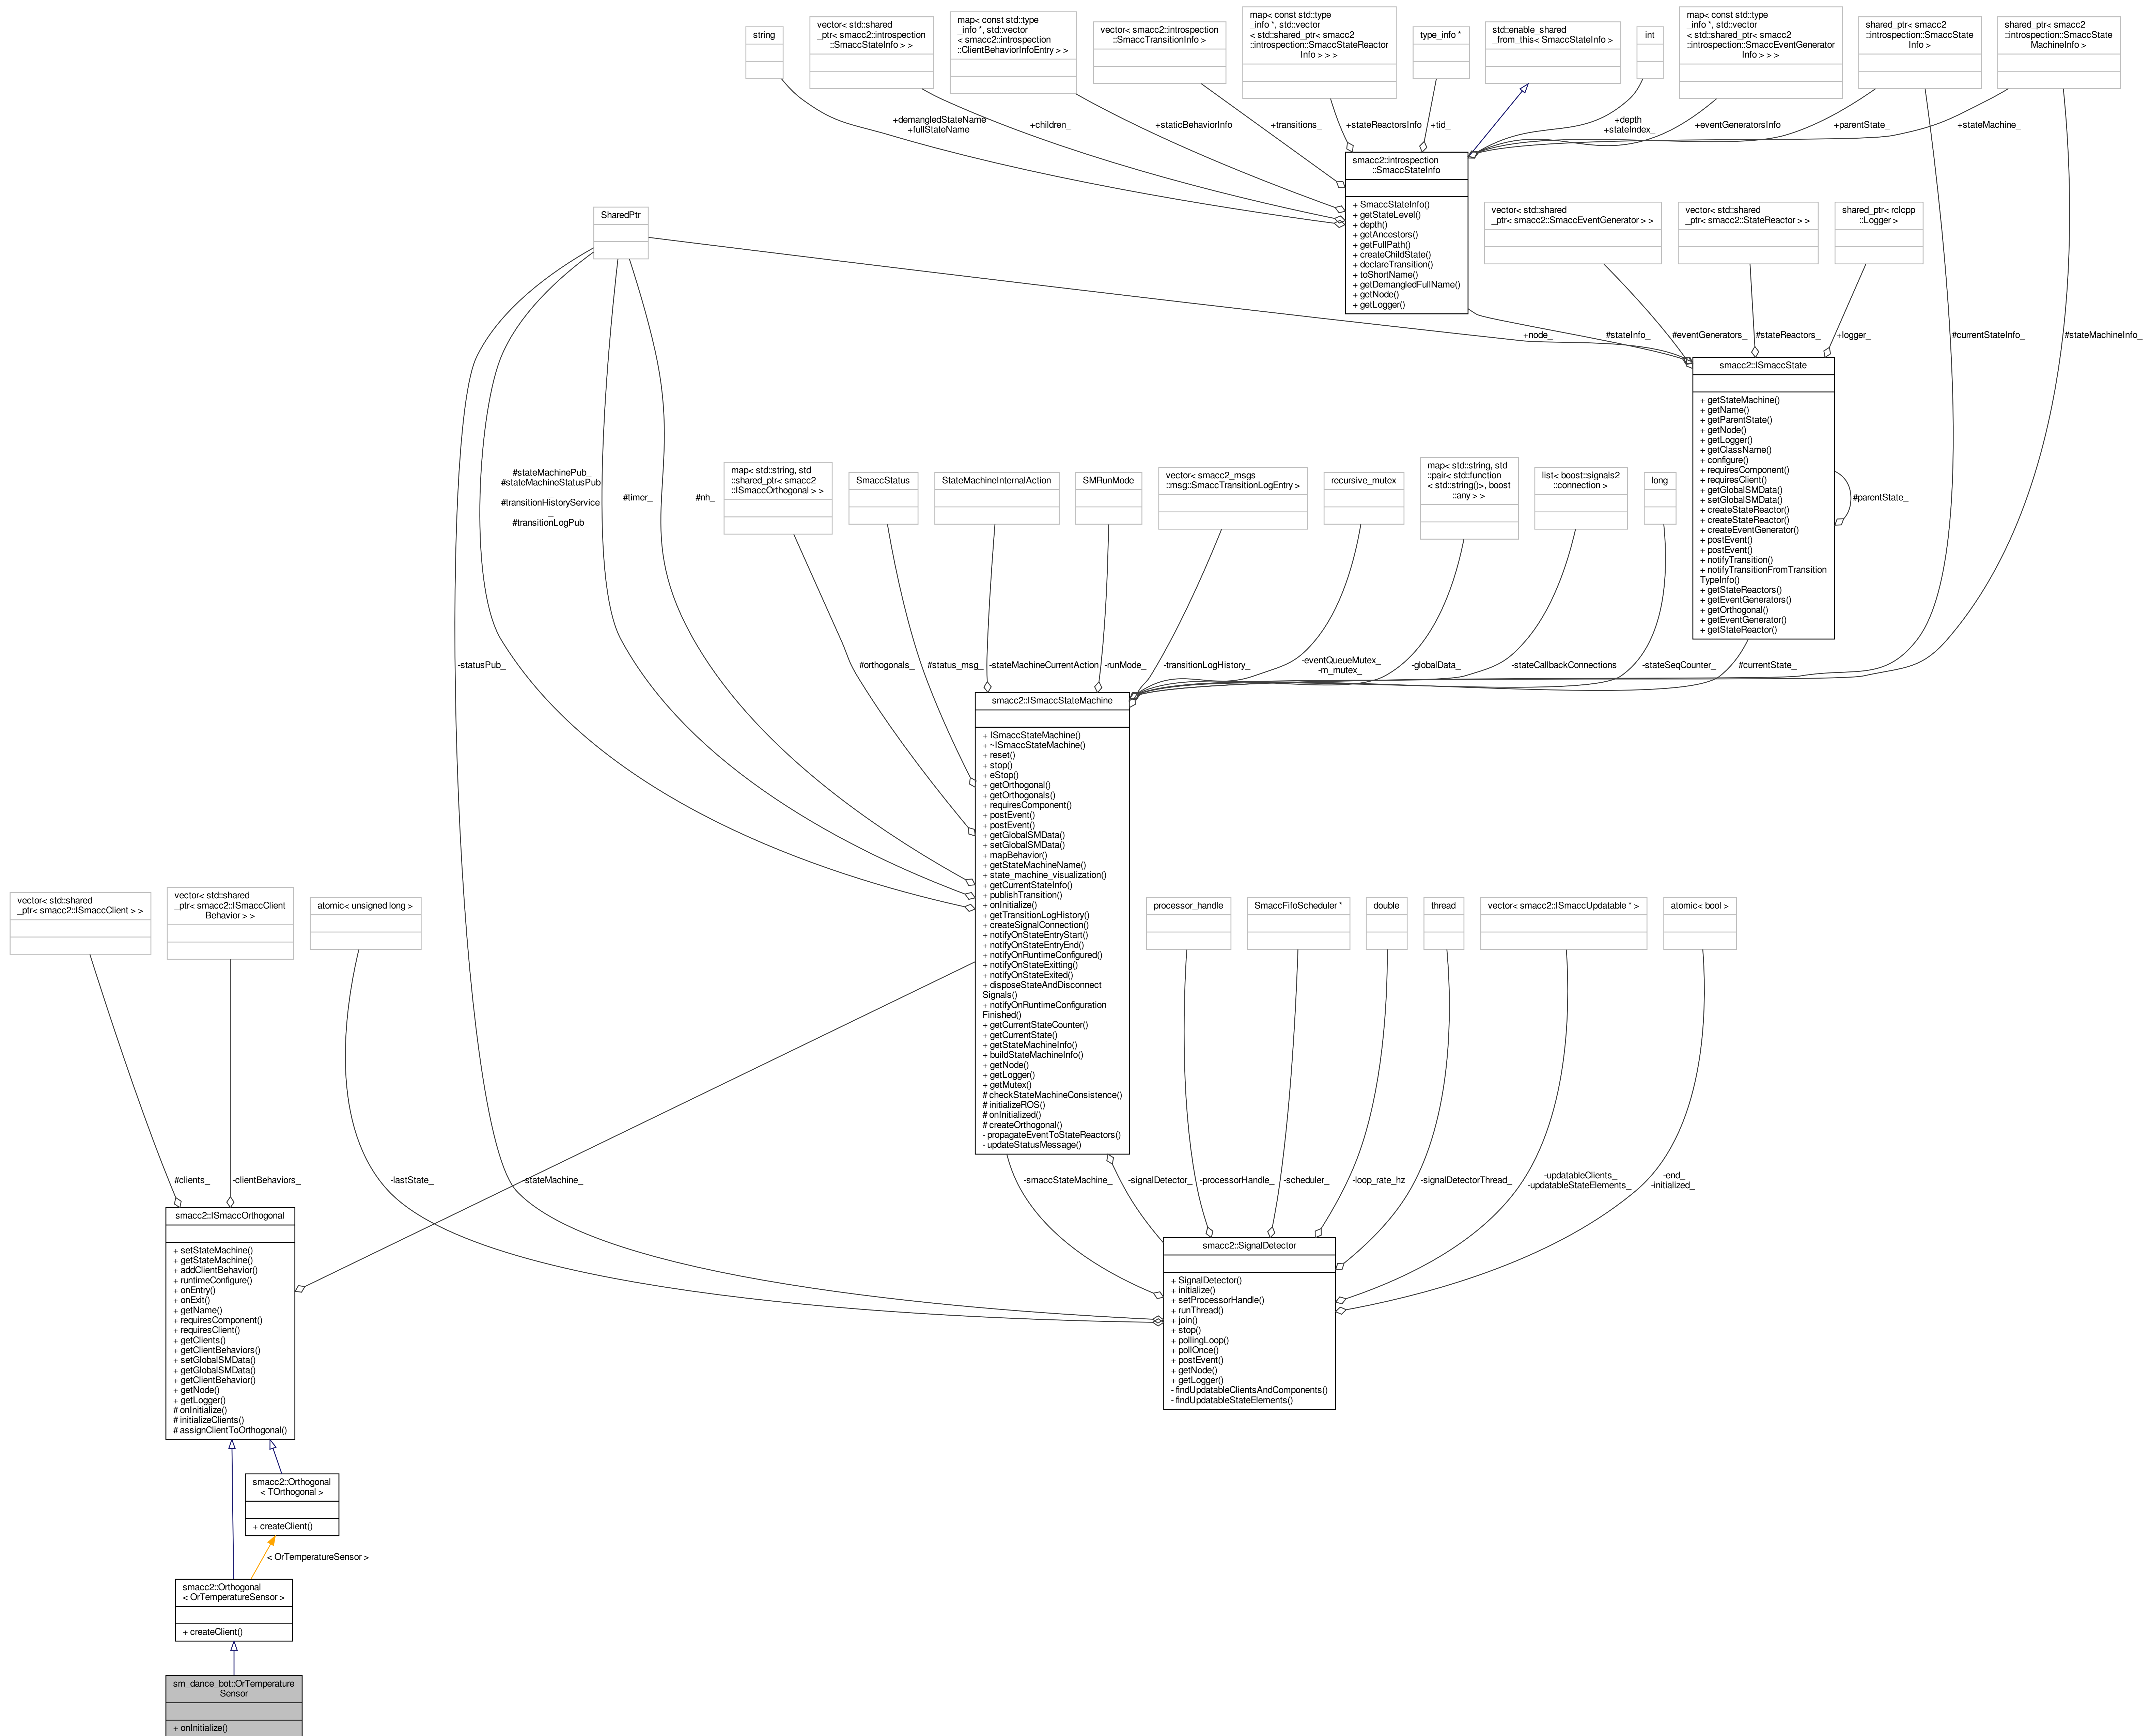 string
vector< std::shared
_ptr< smacc2::introspection
::SmaccStateInfo > >
map< const std::type
_info *, std::vector
< smacc2::introspection
::ClientBehaviorInfoEntry > >
vector< smacc2::introspection
::SmaccTransitionInfo >
map< const std::type
_info *, std::vector
< std::shared_ptr< smacc2
::introspection::SmaccStateReactor
Info > > >
type_info *
std::enable_shared
_from_this< SmaccStateInfo >
int
map< const std::type
_info *, std::vector
< std::shared_ptr< smacc2
::introspection::SmaccEventGenerator
Info > > >
shared_ptr< smacc2
::introspection::SmaccState
Info >
shared_ptr< smacc2
::introspection::SmaccState
MachineInfo >
+demangledStateName
+fullStateName
+children_
+staticBehaviorInfo
+transitions_
+stateReactorsInfo
+tid_
+depth_
+stateIndex_
+eventGeneratorsInfo
+parentState_
+stateMachine_
smacc2::introspection
::SmaccStateInfo
+ SmaccStateInfo()
+ getStateLevel()
+ depth()
+ getAncestors()
+ getFullPath()
+ createChildState()
+ declareTransition()
+ toShortName()
+ getDemangledFullName()
+ getNode()
+ getLogger()
SharedPtr
vector< std::shared
_ptr< smacc2::SmaccEventGenerator > >
vector< std::shared
_ptr< smacc2::StateReactor > >
shared_ptr< rclcpp
::Logger >
+node_
#stateInfo_
#eventGenerators_
#stateReactors_
+logger_
#currentStateInfo_
#stateMachineInfo_
smacc2::ISmaccState
+ getStateMachine()
+ getName()
+ getParentState()
+ getNode()
+ getLogger()
+ getClassName()
+ configure()
+ requiresComponent()
+ requiresClient()
+ getGlobalSMData()
+ setGlobalSMData()
+ createStateReactor()
+ createStateReactor()
+ createEventGenerator()
+ postEvent()
+ postEvent()
+ notifyTransition()
+ notifyTransitionFromTransition
TypeInfo()
+ getStateReactors()
+ getEventGenerators()
+ getOrthogonal()
+ getEventGenerator()
+ getStateReactor()
#parentState_
#stateMachinePub_
#stateMachineStatusPub
_
#transitionHistoryService
_
#transitionLogPub_
#timer_
#nh_
map< std::string, std
::shared_ptr< smacc2
::ISmaccOrthogonal > >
SmaccStatus
StateMachineInternalAction
SMRunMode
vector< smacc2_msgs
::msg::SmaccTransitionLogEntry >
recursive_mutex
map< std::string, std
::pair< std::function
< std::string()>, boost
::any > >
list< boost::signals2
::connection >
long
-statusPub_
#orthogonals_
#status_msg_
-stateMachineCurrentAction
-runMode_
-transitionLogHistory_
-eventQueueMutex_
-m_mutex_
-globalData_
-stateCallbackConnections
-stateSeqCounter_
#currentState_
smacc2::ISmaccStateMachine
+ ISmaccStateMachine()
+ ~ISmaccStateMachine()
+ reset()
+ stop()
+ eStop()
+ getOrthogonal()
+ getOrthogonals()
+ requiresComponent()
+ postEvent()
+ postEvent()
+ getGlobalSMData()
+ setGlobalSMData()
+ mapBehavior()
+ getStateMachineName()
+ state_machine_visualization()
+ getCurrentStateInfo()
+ publishTransition()
+ onInitialize()
+ getTransitionLogHistory()
+ createSignalConnection()
+ notifyOnStateEntryStart()
+ notifyOnStateEntryEnd()
+ notifyOnRuntimeConfigured()
+ notifyOnStateExitting()
+ notifyOnStateExited()
+ disposeStateAndDisconnect
Signals()
+ notifyOnRuntimeConfiguration
Finished()
+ getCurrentStateCounter()
+ getCurrentState()
+ getStateMachineInfo()
+ buildStateMachineInfo()
+ getNode()
+ getLogger()
+ getMutex()
# checkStateMachineConsistence()
# initializeROS()
# onInitialized()
# createOrthogonal()
- propagateEventToStateReactors()
- updateStatusMessage()
vector< std::shared
_ptr< smacc2::ISmaccClient > >
vector< std::shared
_ptr< smacc2::ISmaccClient
Behavior > >
atomic< unsigned long >
processor_handle
SmaccFifoScheduler *
double
thread
vector< smacc2::ISmaccUpdatable * >
atomic< bool >
#clients_
-clientBehaviors_
-lastState_
-stateMachine_
-smaccStateMachine_
-signalDetector_
-processorHandle_
-scheduler_
-loop_rate_hz
-signalDetectorThread_
-updatableClients_
-updatableStateElements_
-end_
-initialized_
smacc2::ISmaccOrthogonal
+ setStateMachine()
+ getStateMachine()
+ addClientBehavior()
+ runtimeConfigure()
+ onEntry()
+ onExit()
+ getName()
+ requiresComponent()
+ requiresClient()
+ getClients()
+ getClientBehaviors()
+ setGlobalSMData()
+ getGlobalSMData()
+ getClientBehavior()
+ getNode()
+ getLogger()
# onInitialize()
# initializeClients()
# assignClientToOrthogonal()
smacc2::SignalDetector
+ SignalDetector()
+ initialize()
+ setProcessorHandle()
+ runThread()
+ join()
+ stop()
+ pollingLoop()
+ pollOnce()
+ postEvent()
+ getNode()
+ getLogger()
- findUpdatableClientsAndComponents()
- findUpdatableStateElements()
smacc2::Orthogonal
< TOrthogonal >
+ createClient()
< OrTemperatureSensor >
smacc2::Orthogonal
< OrTemperatureSensor >
+ createClient()
sm_dance_bot::OrTemperature
Sensor
+ onInitialize()